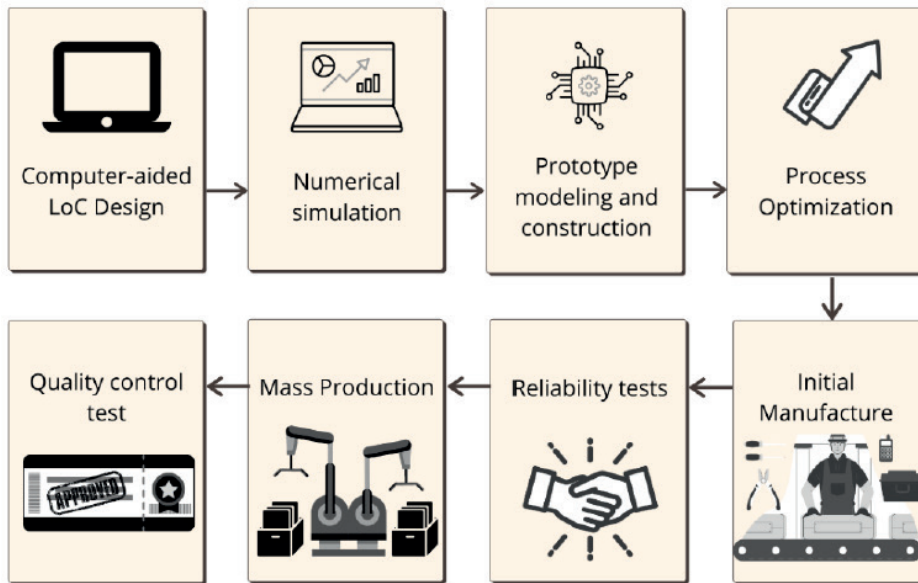 Computer-aided
LoC Design
Numerical
simulation
Prototype
modeling and
construction
Process
Optimization
Initial
Manufacture
Reliability tests
Mass Production
Quality control
test
APPROVED